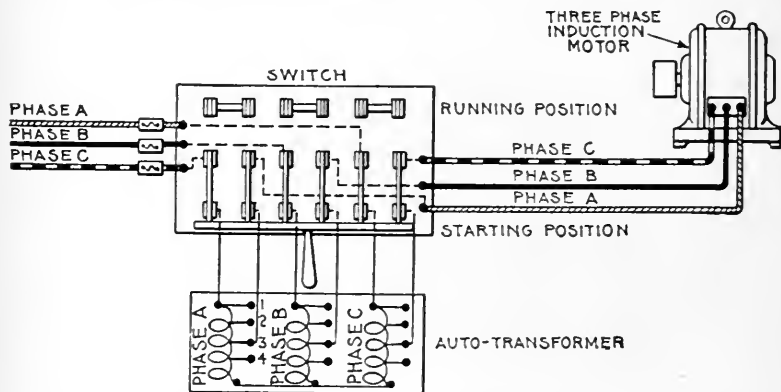 THREE PHASE
INDUCTION
MOTOR
SWITCH
PHASE A
PHASE B
PHASE C
RUNNING POSITION
PHASE C
PHASE B
PHASE A
STARTING POSITION
PHASE A
1
2
3
4
PHASE B
PHASE C
AUTO-TRANSFORMER